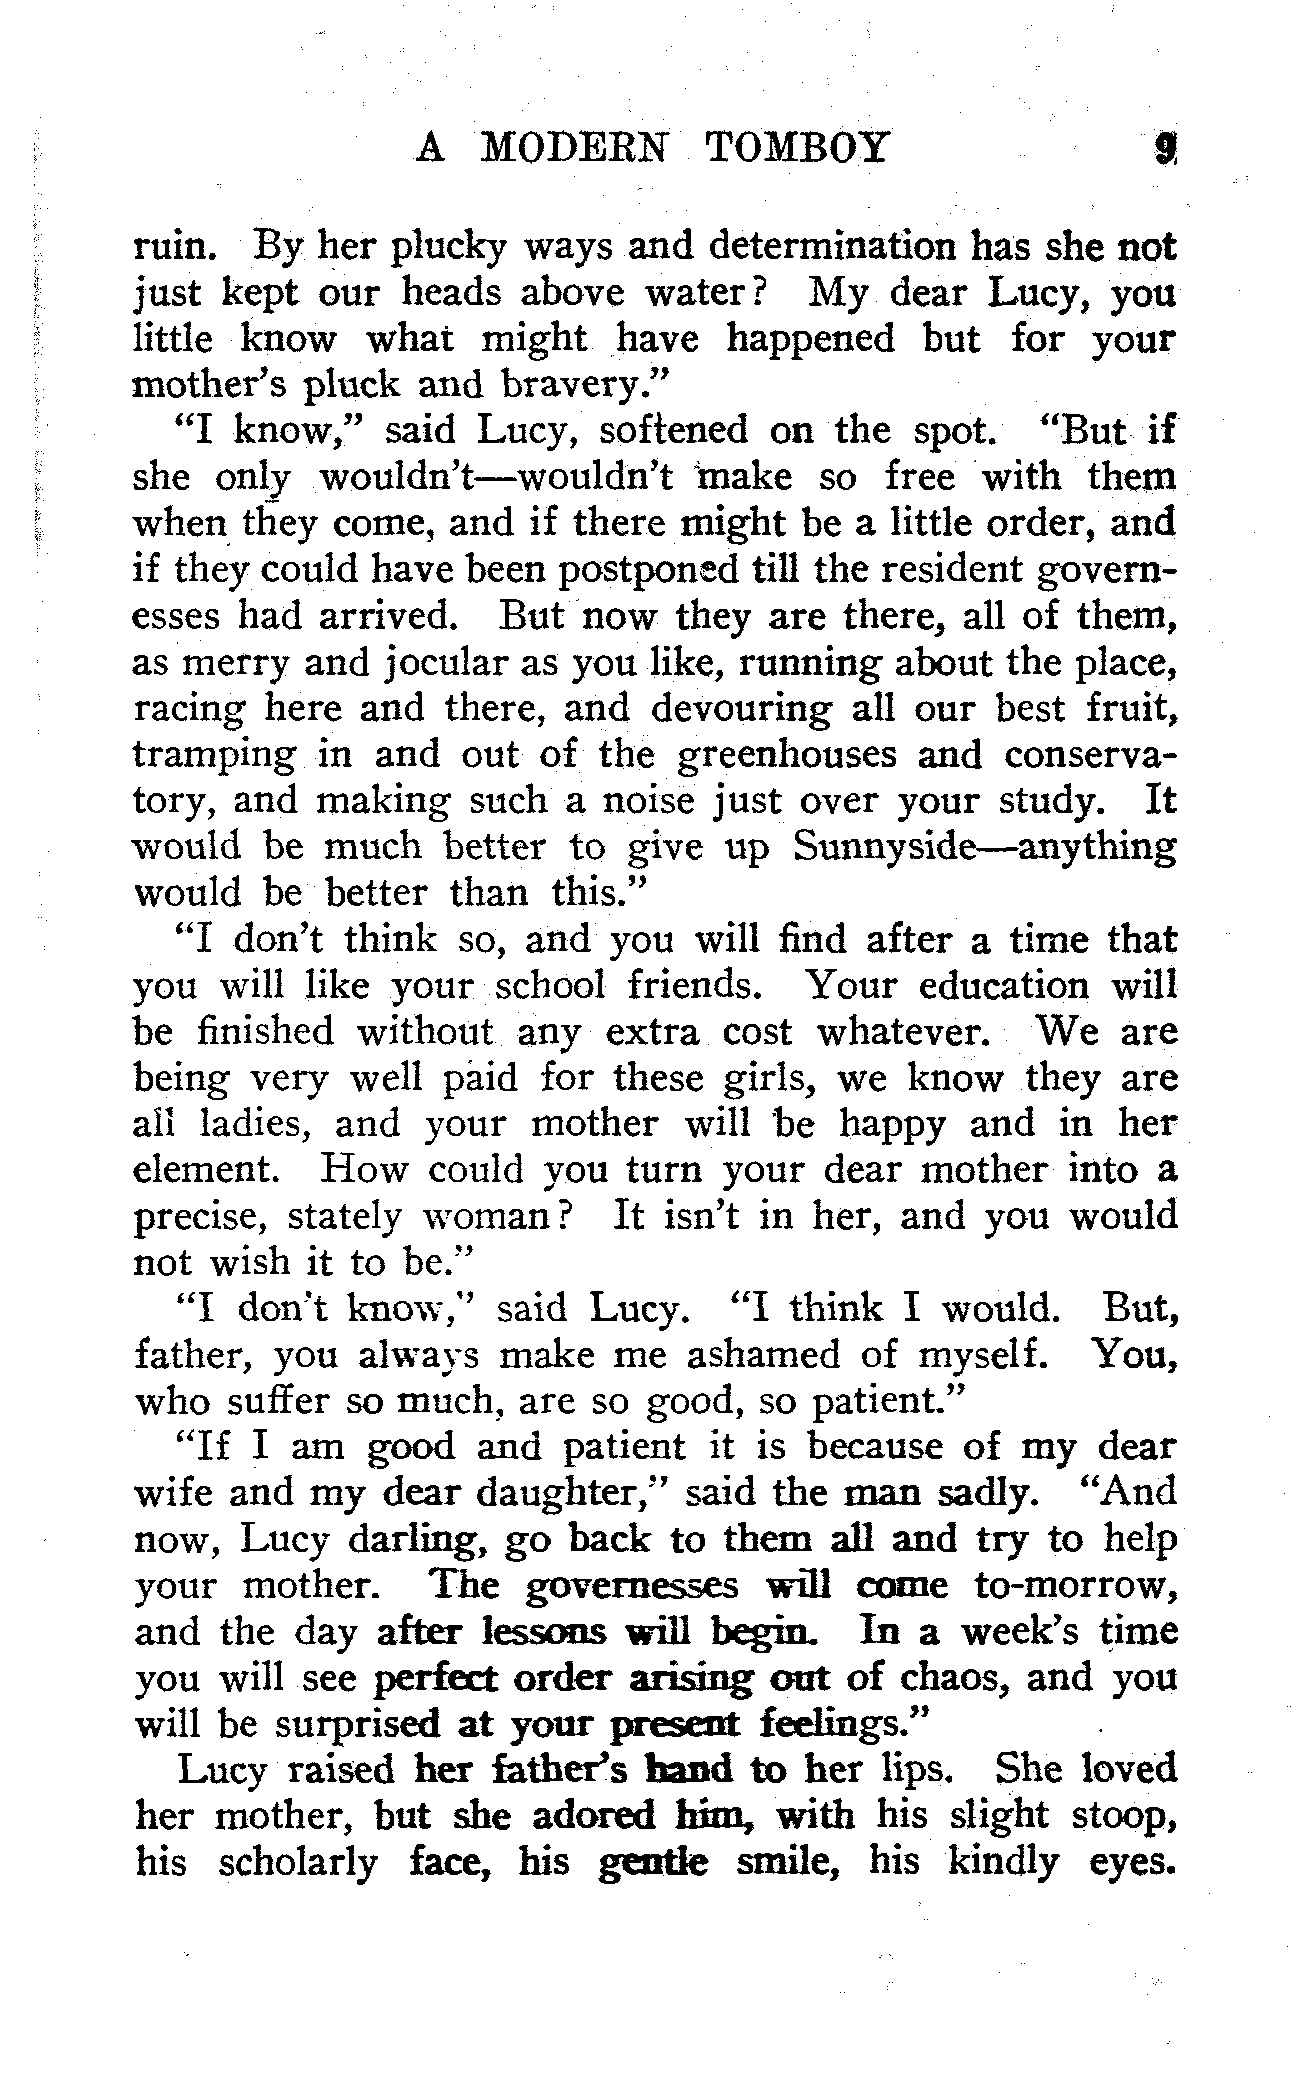 A MODERN TOMBOY 9
ruin. By her plucky ways and determination has she not
just kept our heads above water? My dear Lucy, you
little know what might have happened but for your
mother's pluck and bravery."
"I know," said Lucy, softened on the spot. "But if
she only wouldn't—wouldn't make so free with them
when they come, and if there might be a little order, and
if they could have been postponed till the resident govern-
esses had arrived. But now they are there, all of them,
as merry and jocular as you like, running about the place,
racing here and there, and devouring all our best fruit,
tramping in and out of the greenhouses and conserva-
tory, and making such a noise just over your study. It
would be much better to give up Sunnyside—anything
would be better than this."
"I don't think so, and you will find after a time that
you will like your school friends. Your education will
be finished without any extra cost whatever. We are
being very well paid for these girls, we know they are
all ladies, and your mother will be happy and in her
element. How could you turn your dear mother into a
precise, stately woman? It isn't in her, and you would
not wish it to be."
"I don't know," said Lucy. "I think I would. But,
father, you always make me ashamed of myself. You,
who suffer so much, are so good, so patient."
"If I am good and patient it is because of my dear
wife and my dear daughter," said the man sadly. "And
now, Lucy darling, go back to them all and try to help
your mother. The governesses will come to-morrow,
and the day after lessons will begin. In a week's time
you will see perfect order arising out of chaos, and you
will be surprised at your present feelings."
Lucy raised her father's hand to her lips. She loved
her mother, but she adored him, with his slight stoop,
his scholarly face, his gentle smile, his kindly eyes.